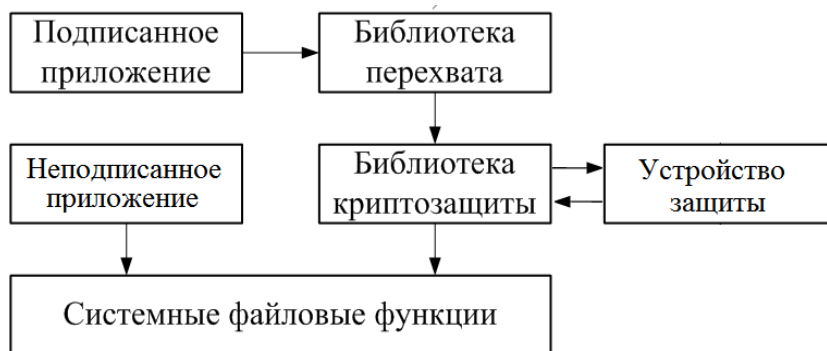 Подписанное
приложение
Библиотека
перехвата
Неподписанное
приложение
Библиотека
криптозащиты
Устройство
защиты
Системные файловые функции